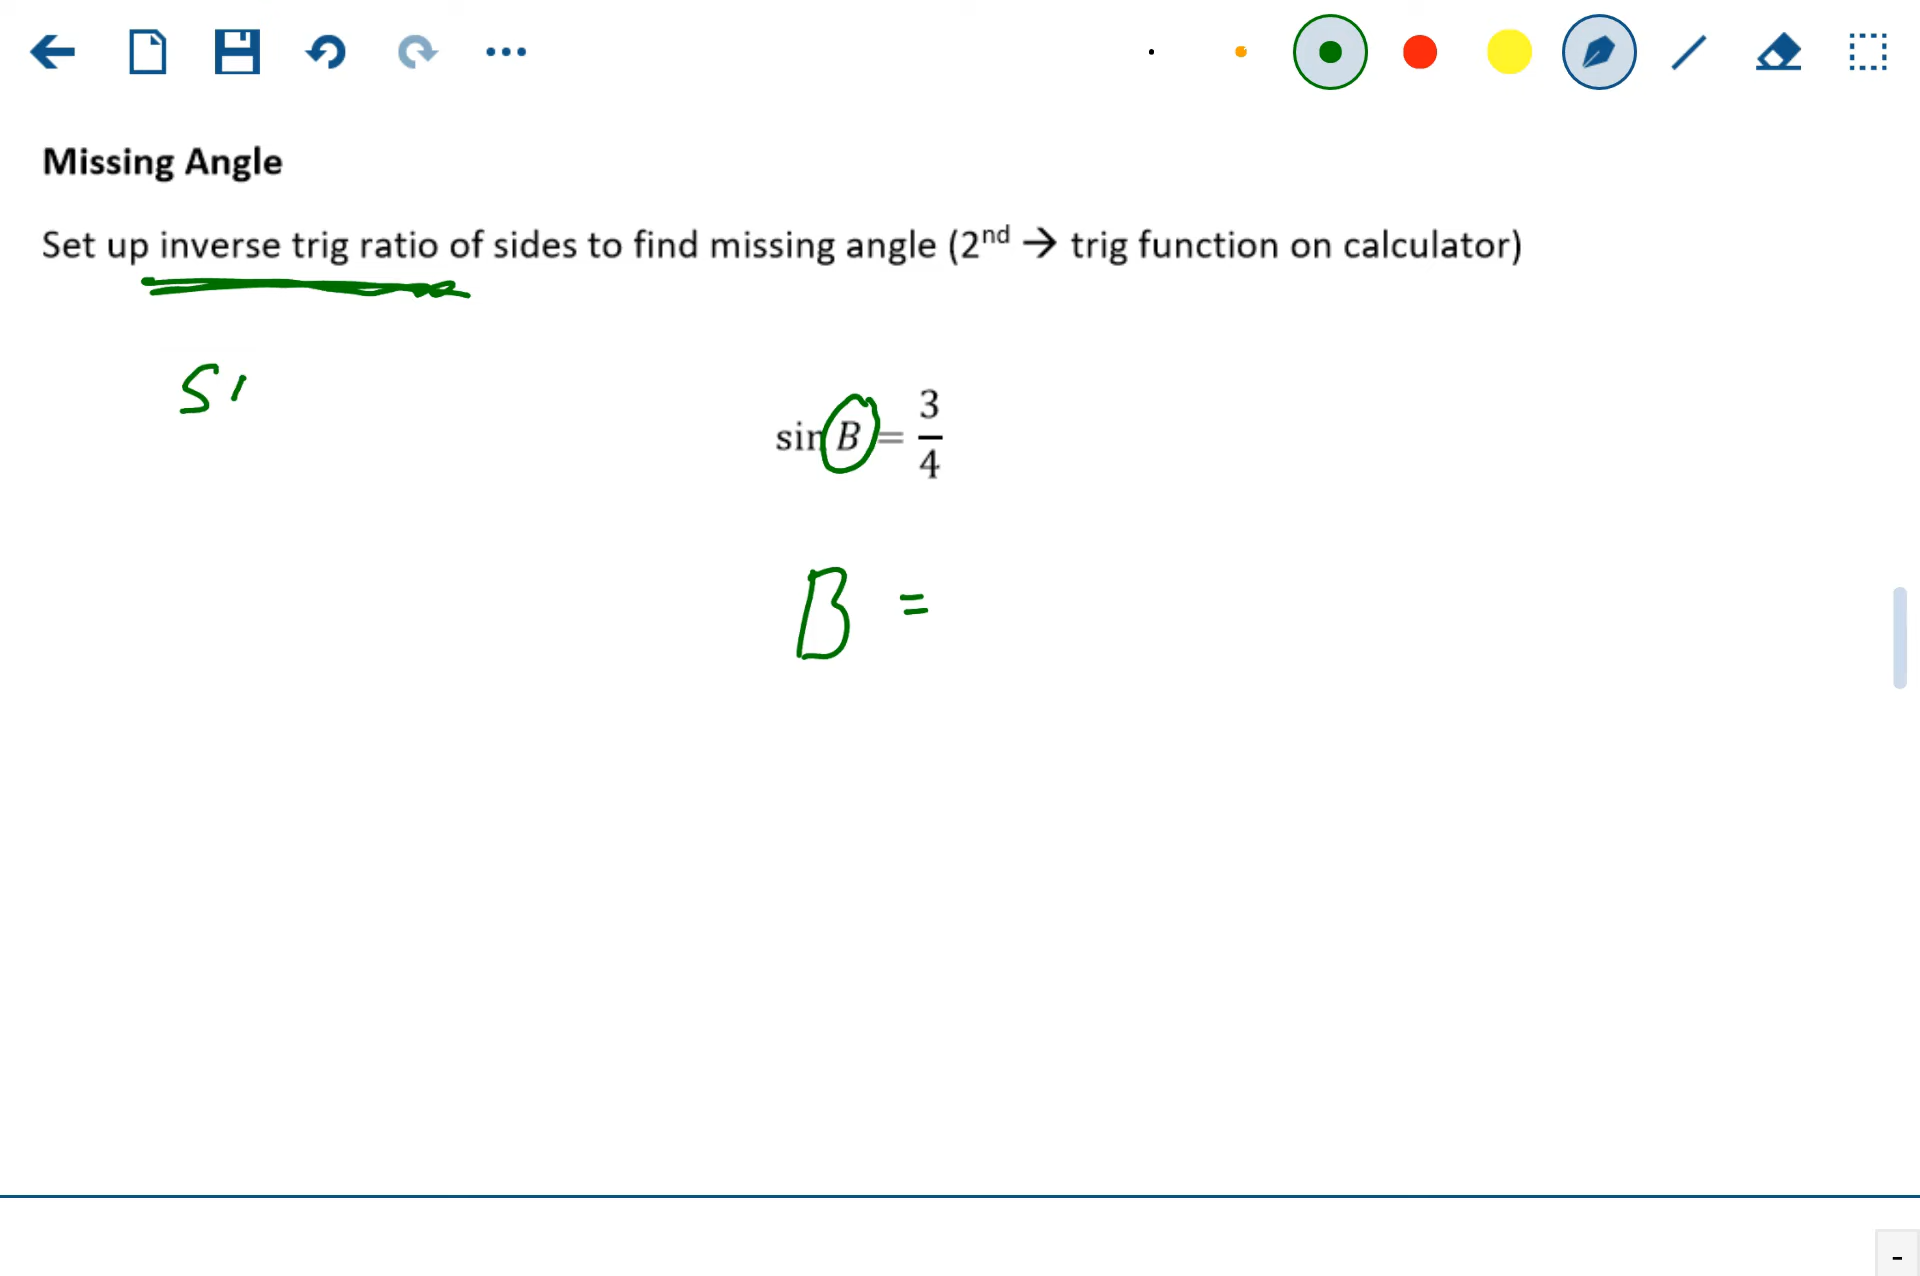 Missing Angle
Set up inverse trig ratio of sides to find missing angle (2nd → trig function on calculator)
sı
sin B = 3/4
B =
-